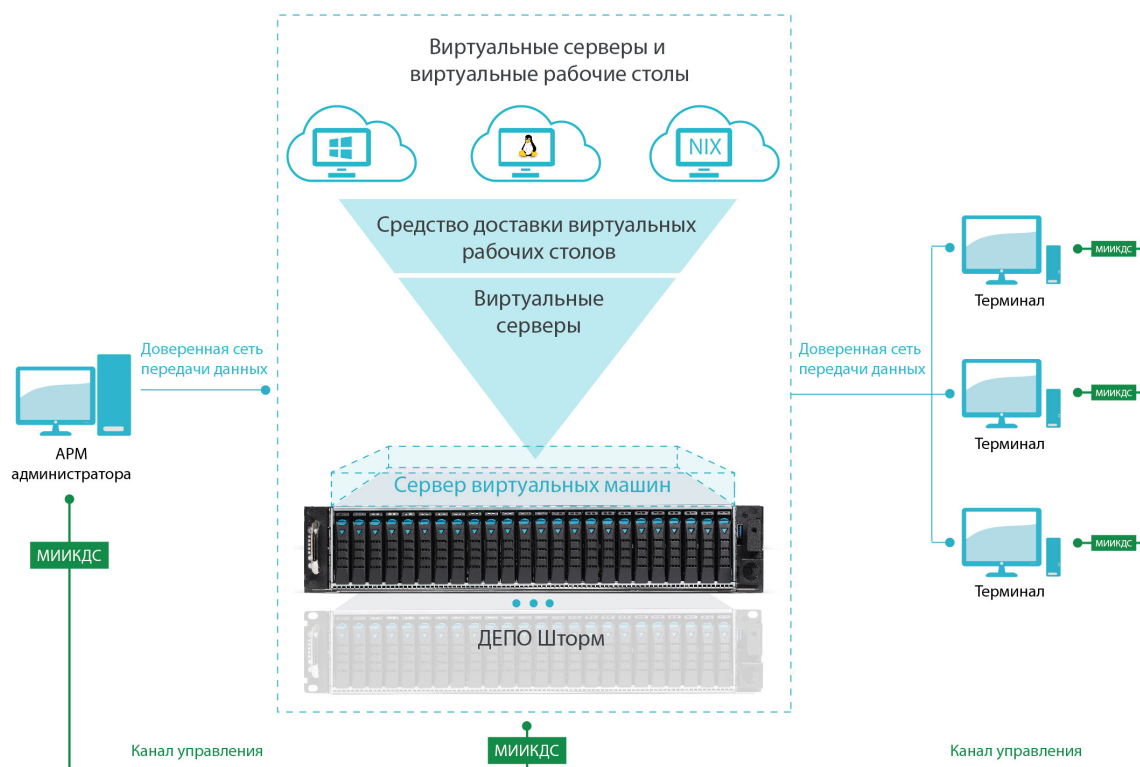 Виртуальные серверы и
виртуальные рабочие столы
NIX
Средство доставки виртуальных
рабочих столов
Виртуальные
серверы
Доверенная сеть
передачи данных
АРМ
администратора
МИИКДС
Сервер виртуальных машин
ДЕПО Шторм
Доверенная сеть
передачи данных
Терминал
МИИКДС
Терминал
МИИКДС
Терминал
МИИКДС
Канал управления
МИИКДС
Канал управления